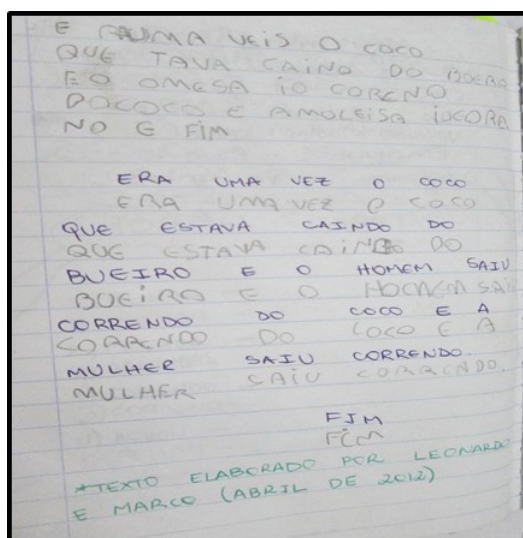 E RAUMA VEIS O COCO
QUE TAVA CAINO DO BOERO
E O OMESA IO CORENO
DOCOCO E AMOLEISA IOCORA
NO E FIM
ERA UMA VEZ O COCO
ERA UMA VEZ O COCO
QUE ESTAVA CAINDO DO
QUE ESTAVA CAINDO DO
BUEIRO E O HOMEM SAIU
BUEIRO E O HOMEM SAIU
CORRENDO DO COCO E A
CORRENDO DO COCO E A
MULHER SAIU CORRENDO.
MULHER SAIU CORRENDO.
FIM
FIM
*TEXTO ELABORADO POR LEONARDO
E MARCO (ABRIL DE 2012)